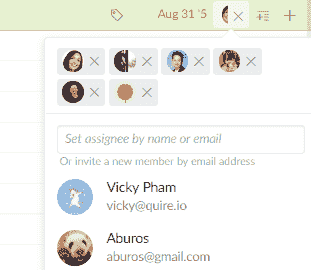 Aug 31 '5
Set assignee by name or email
Or invite a new member by email address
Vicky Pham
vicky@quire.io
Aburos
aburos@gmail.com